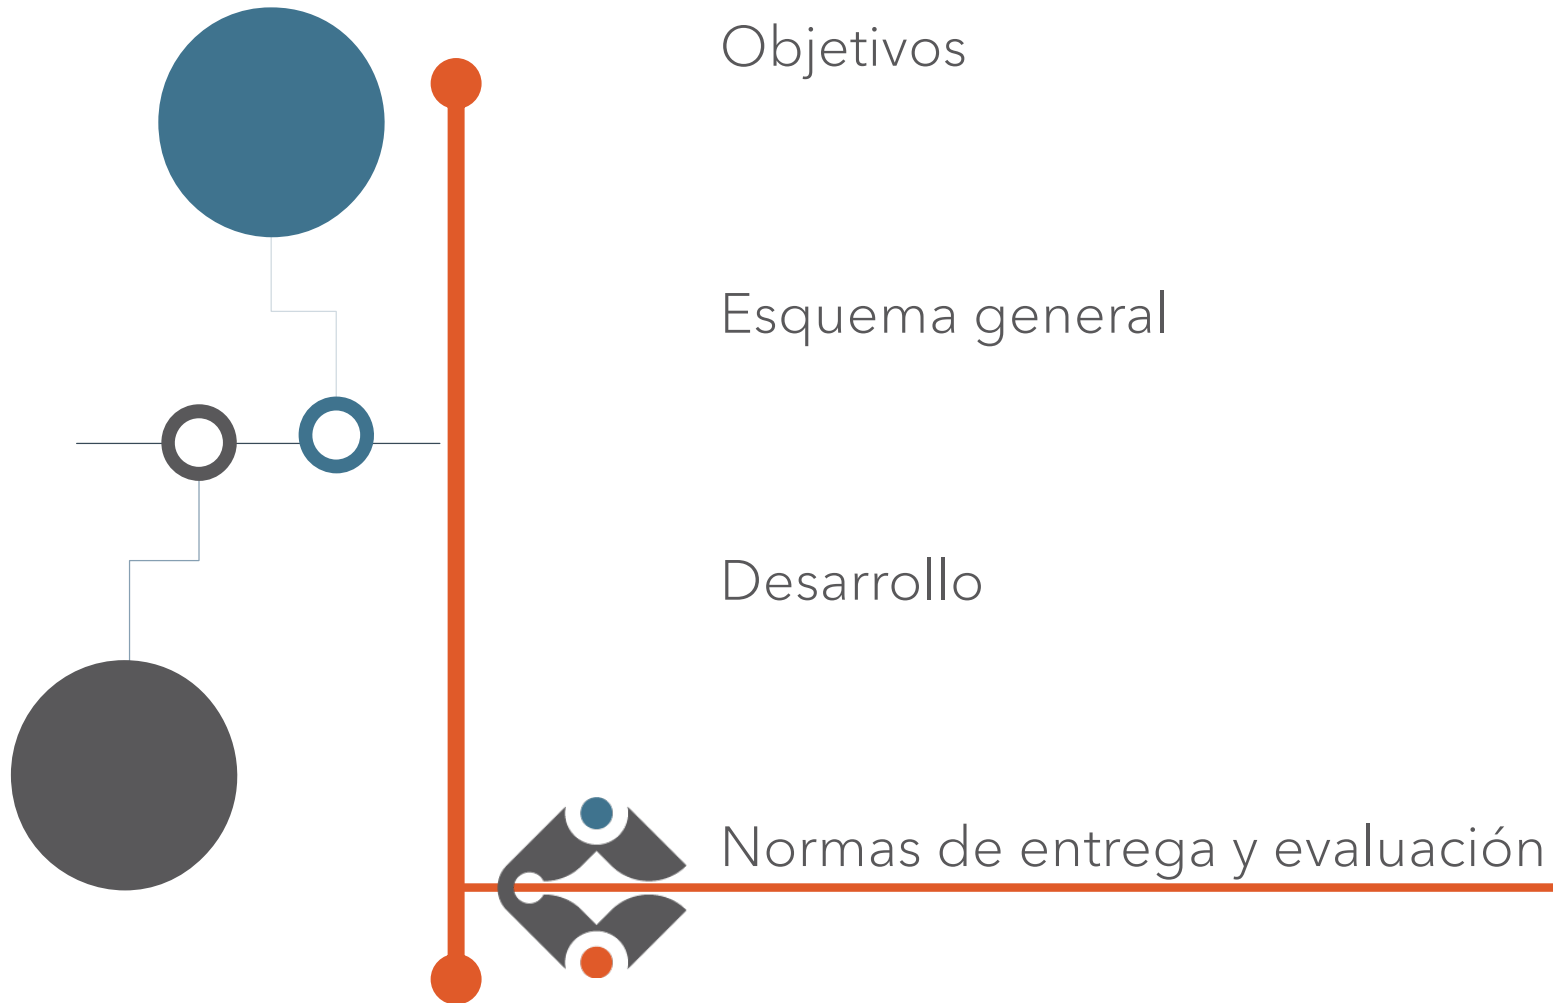 Objetivos
Esquema general
Desarrollo
Normas de entrega y evaluación